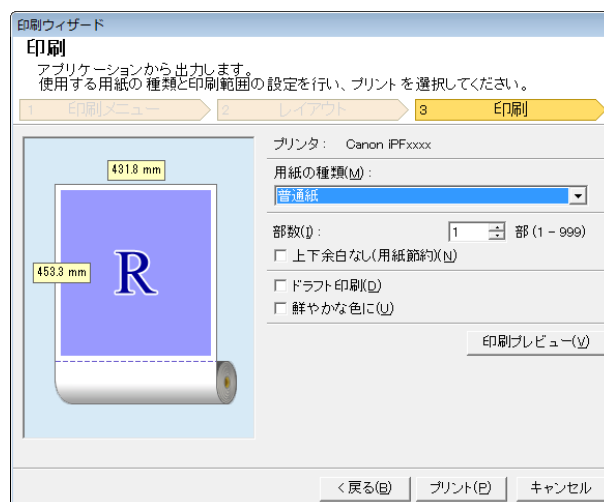 印刷ウィザード
印刷
アプリケーションから出力します。
使用する用紙の種類と印刷範囲の設定を行い、プリントを選択してください。
1 印刷メニュー 2 レイアウト 3 印刷
プリンタ： Canon iPFxxxx
431.8 mm
用紙の種類(M)：
普通紙
部数(I)： 1 部(1 - 999)
上下余白なし(用紙節約)(N)
453.3 mm
R
ドラフト印刷(D)
鮮やかな色に(U)
印刷プレビュー(V)
<戻る(B) プリント(P) キャンセル